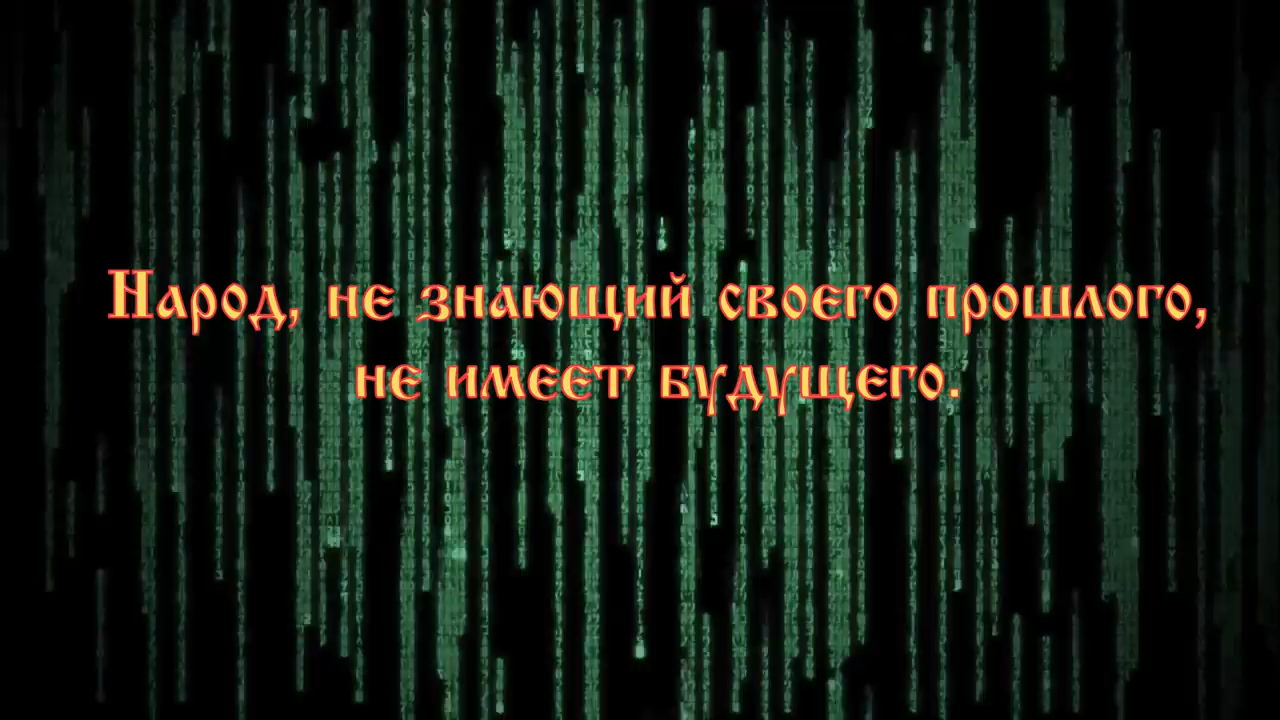 Народ, не знающий своего прошлого,
не имеет будущего.